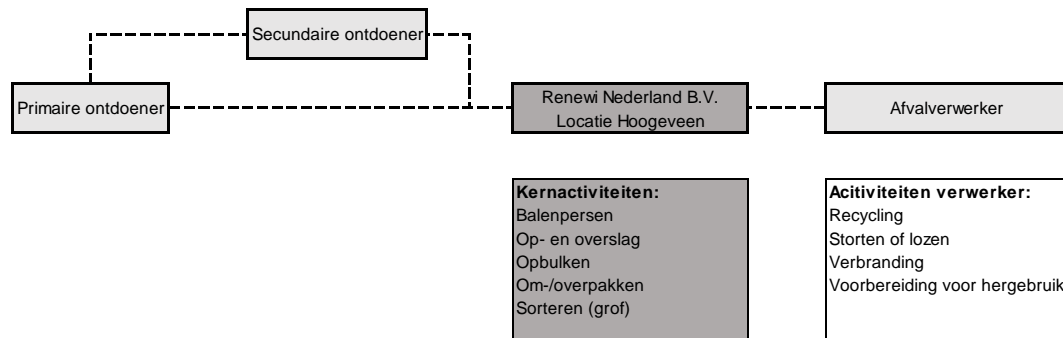 Secundaire ontdoener
Primaire ontdoener
Renewi Nederland B.V.
Locatie Hoogeveen
Afvalverwerker
Kernactiviteiten:
Balenpersen
Op- en overslag
Opbulken
Om-/overpakken
Sorteren (grof)
Acitiviteiten verwerker:
Recycling
Storten of lozen
Verbranding
Voorbereiding voor hergebruik